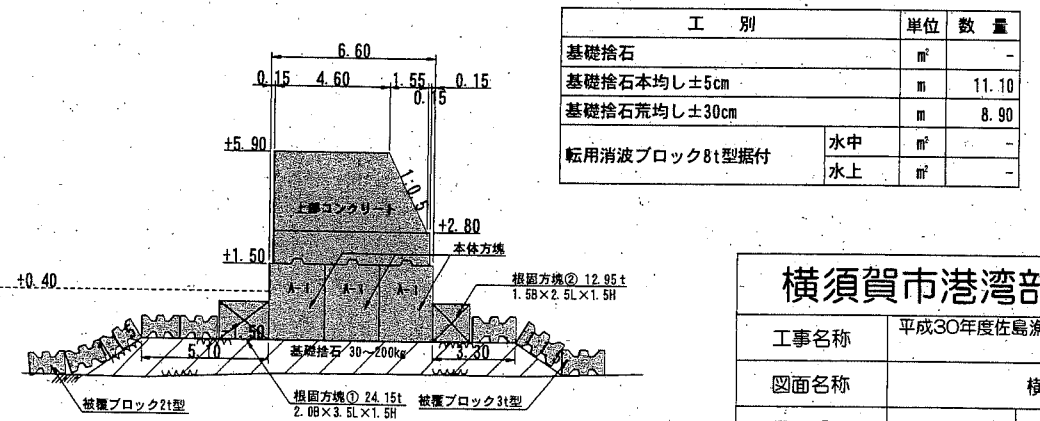 工 別 単位 数 量
基礎捨石 ㎡ -
基礎捨石本均し±5cm m 11.10
基礎捨石荒均し±30cm m 8.90
転用消波ブロック8t型据付 水中 ㎡ -
水上 ㎡ -
6.60
0.15 4.60 1.55 0.15
0.15
+5.90
1:0.5
上部コンクリート
+2.80
本体方塊
+1.50
+0.40
A-1 A-1 A-1
根固方塊② 12.95t
1.5B×2.5L×1.5H
1.50
5.10
基礎捨石 30~200kg
3.30
被覆ブロック2t型
根固方塊① 24.15t
2.0B×3.5L×1.5H
被覆ブロック3t型
横須賀市港湾部
工事名称 平成30年度佐島漁
図面名称 横